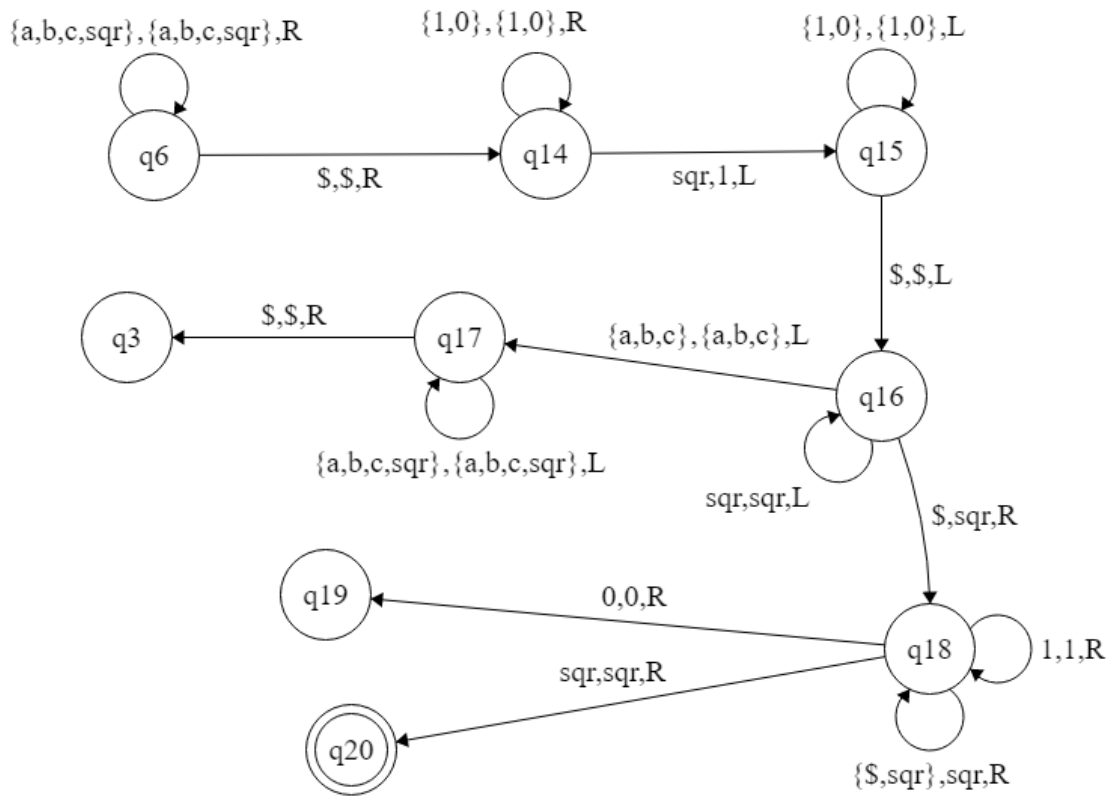 {a,b,c,sqr},{a,b,c,sqr},R
{1,0},{1,0},R
{1,0},{1,0},L
q6
q14
q15
$,$,R
sqr,1,L
$,$,L
q3
$,$,R
q17
{a,b,c},{a,b,c},L
q16
{a,b,c,sqr},{a,b,c,sqr},L
sqr,sqr,L
$,sqr,R
q19
0,0,R
q18
1,1,R
sqr,sqr,R
q20
{$,sqr},sqr,R